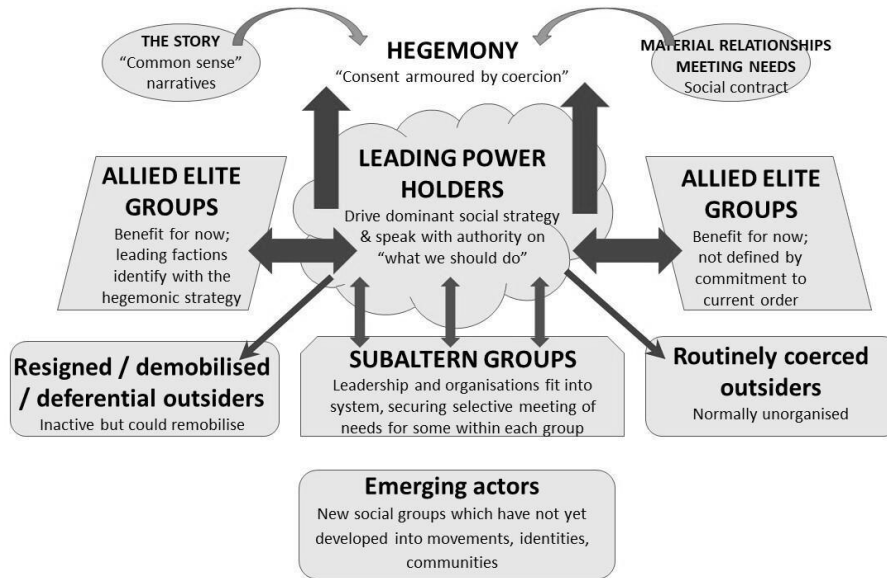 THE STORY
“Common sense”
narratives
HEGEMONY
“Consent armoured by coercion”
MATERIAL RELATIONSHIPS
MEETING NEEDS
Social contract
ALLIED ELITE
GROUPS
Benefit for now;
leading factions
identify with the
hegemonic strategy
LEADING POWER
HOLDERS
Drive dominant social strategy
& speak with authority on
“what we should do”
ALLIED ELITE
GROUPS
Benefit for now;
not defined by
commitment to
current order
Resigned / demobilised
/ deferential outsiders
Inactive but could remobilise
SUBALTERN GROUPS
Leadership and organisations fit into
system, securing selective meeting of
needs for some within each group
Routinely coerced
outsiders
Normally unorganised
Emerging actors
New social groups which have not yet
developed into movements, identities,
communities